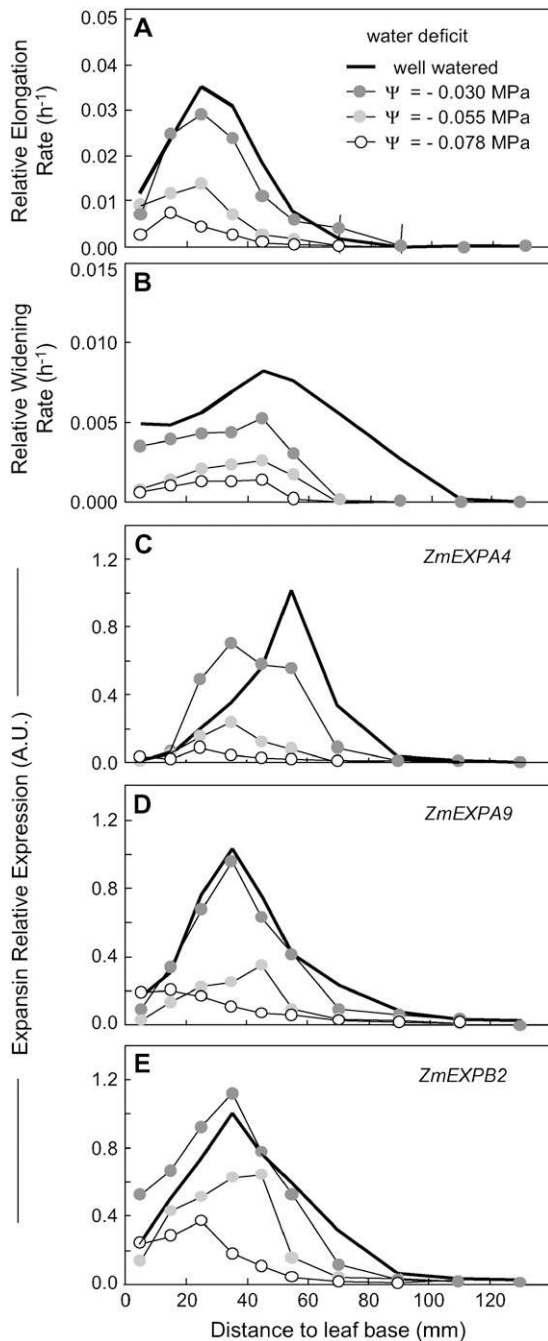 A
water deficit
well watered
Ψ = - 0.030 MPa
Ψ = - 0.055 MPa
Ψ = - 0.078 MPa
Relative Elongation
Rate (h⁻¹)
0.05
0.04
0.03
0.02
0.01
0.00
B
Relative Widening
Rate (h⁻¹)
0.015
0.010
0.005
0.000
Expansin Relative Expression (A.U.)
C
ZmEXPA4
1.2
0.8
0.4
0.0
D
ZmEXPA9
1.2
0.8
0.4
0.0
E
ZmEXPB2
1.2
0.8
0.4
0.0
0 20 40 60 80 100 120
Distance to leaf base (mm)